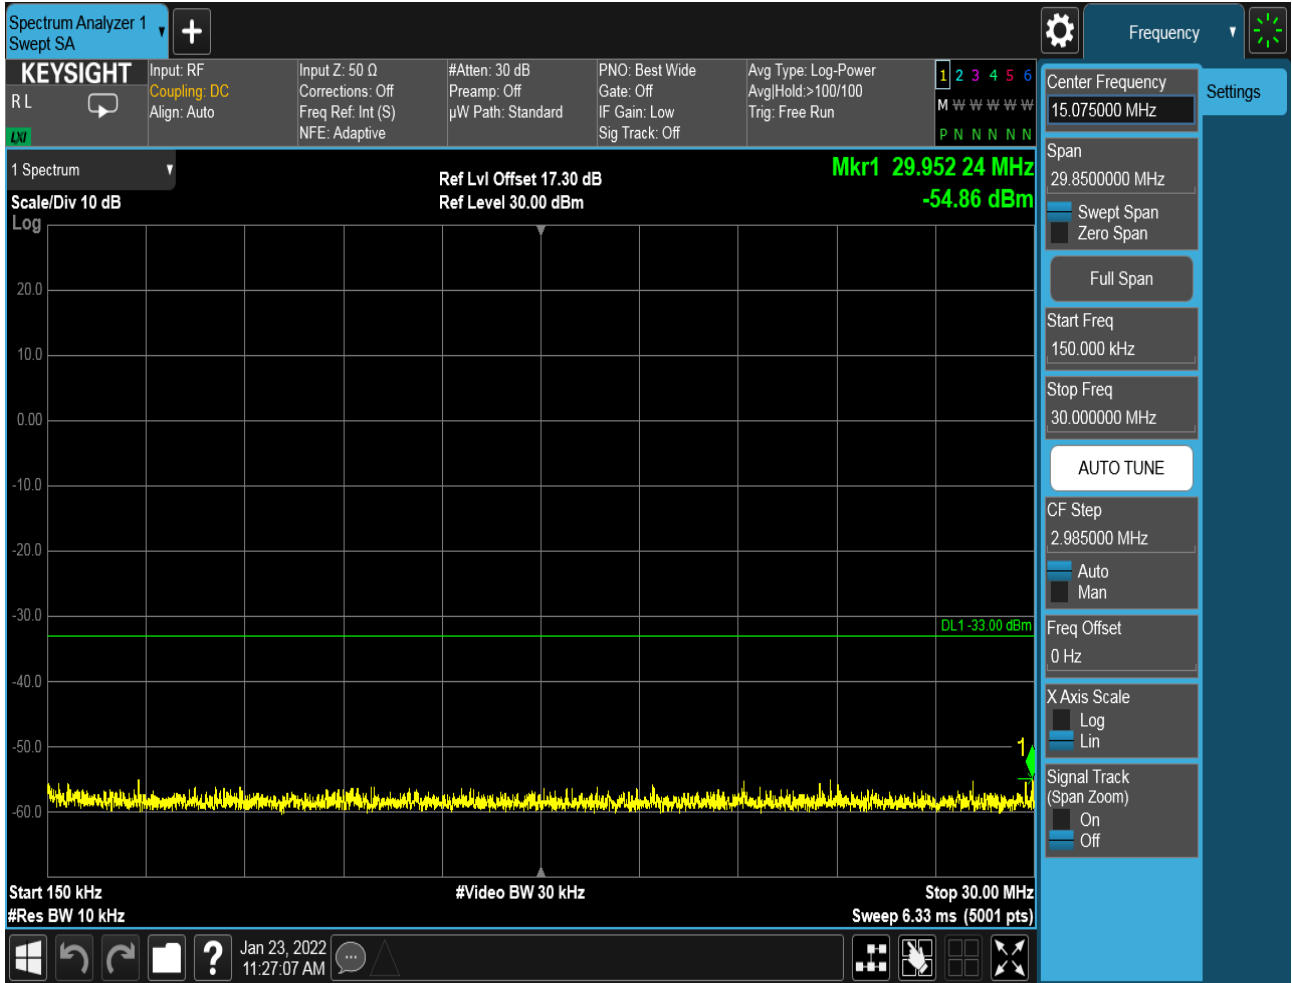 Spectrum Analyzer 1
Swept SA
Frequency
KEYSIGHT
R L
LXI
Input: RF
Coupling: DC
Align: Auto
Input Z: 50 Ω
Corrections: Off
Freq Ref: Int (S)
NFE: Adaptive
#Atten: 30 dB
Preamp: Off
µW Path: Standard
PNO: Best Wide
Gate: Off
IF Gain: Low
Sig Track: Off
Avg Type: Log-Power
Avg|Hold:>100/100
Trig: Free Run
1 2 3 4 5 6
M W W W W W
P N N N N N
1 Spectrum
Scale/Div 10 dB
Log
Ref Lvl Offset 17.30 dB
Ref Level 30.00 dBm
Mkr1 29.952 24 MHz
-54.86 dBm
20.0
10.0
0.00
-10.0
-20.0
-30.0
DL1 -33.00 dBm
-40.0
-50.0
1
-60.0
Start 150 kHz
#Video BW 30 kHz
Stop 30.00 MHz
#Res BW 10 kHz
Sweep 6.33 ms (5001 pts)
Center Frequency
15.075000 MHz
Settings
Span
29.8500000 MHz
Swept Span
Zero Span
Full Span
Start Freq
150.000 kHz
Stop Freq
30.000000 MHz
AUTO TUNE
CF Step
2.985000 MHz
Auto
Man
Freq Offset
0 Hz
X Axis Scale
Log
Lin
Signal Track
(Span Zoom)
On
Off
?
Jan 23, 2022
11:27:07 AM